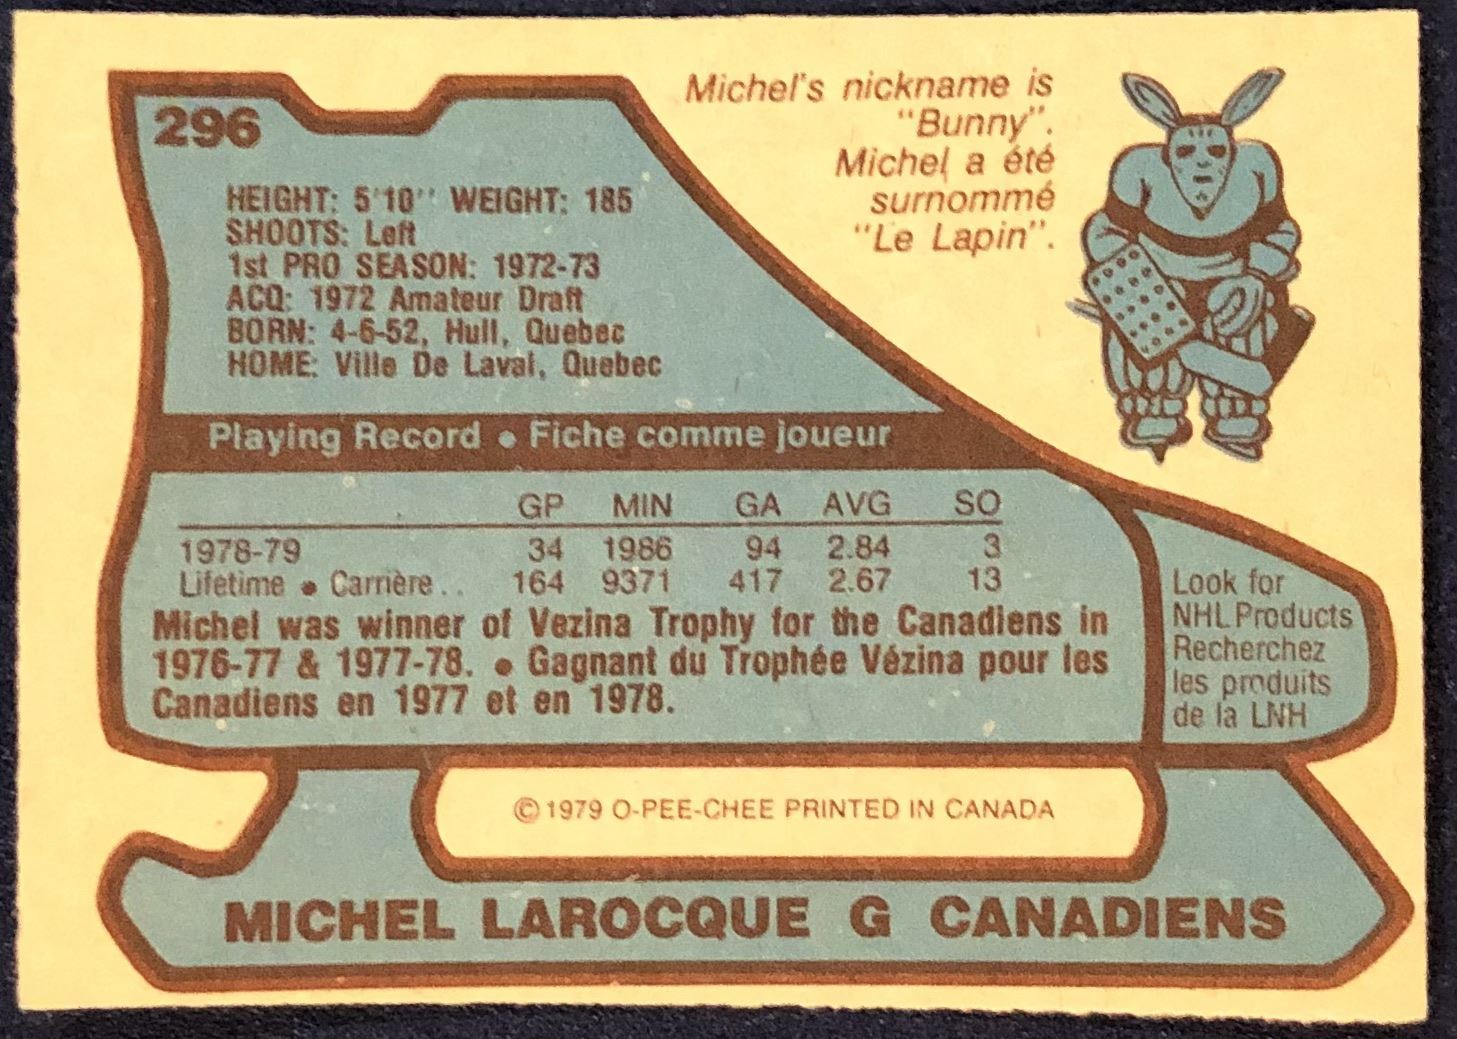 296
Michel's nickname is
"Bunny".
Michel a été
surnommé
"Le Lapin".
HEIGHT: 5'10'' WEIGHT: 185
SHOOTS: Left
1st PRO SEASON: 1972-73
ACQ: 1972 Amateur Draft
BORN: 4-6-52, Hull, Quebec
HOME: Ville De Laval, Quebec
Playing Record • Fiche comme joueur
GP MIN GA AVG SO
1978-79 34 1986 94 2.84 3
Lifetime • Carrière.. 164 9371 417 2.67 13
Michel was winner of Vezina Trophy for the Canadiens in
1976-77 & 1977-78. • Gagnant du Trophée Vézina pour les
Canadiens en 1977 et en 1978.
Look for
NHL Products
Recherchez
les produits
de la LNH
© 1979 O-PEE-CHEE PRINTED IN CANADA
MICHEL LAROCQUE G CANADIENS